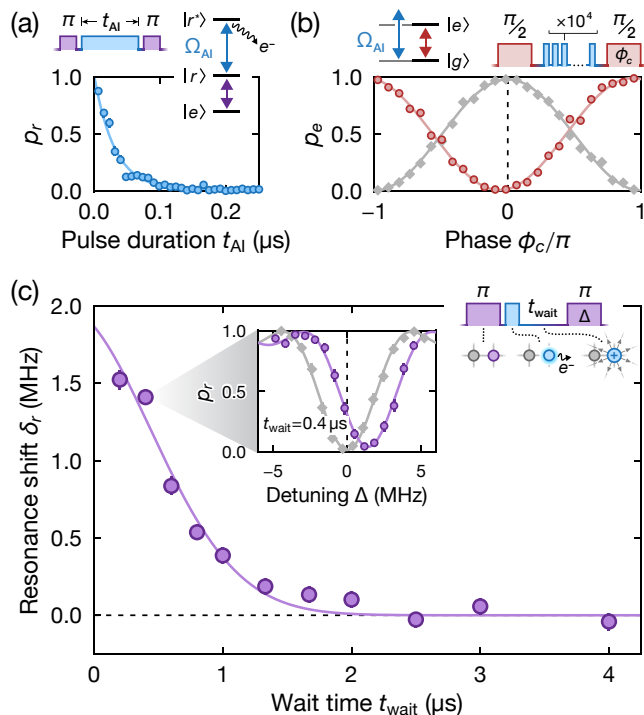 (a)
π t_AI π
|r*⟩
Ω_AI
e⁻
|r⟩
|e⟩
1.0
0.5
0.0
p_r
0.0 0.1 0.2
Pulse duration t_AI (μs)
(b)
Ω_AI
|e⟩
|g⟩
π/2 ×10⁴ π/2
ϕ_c
1.0
0.5
0.0
p_e
−1 0 1
Phase ϕ_c/π
(c)
2.0
1.5
1.0
0.5
0.0
Resonance shift δ_r (MHz)
0 1 2 3 4
Wait time t_wait (μs)
1.0
0.5
0.0
p_r
t_wait=0.4 μs
−5 0 5
Detuning Δ (MHz)
π t_wait π
Δ
e⁻ +